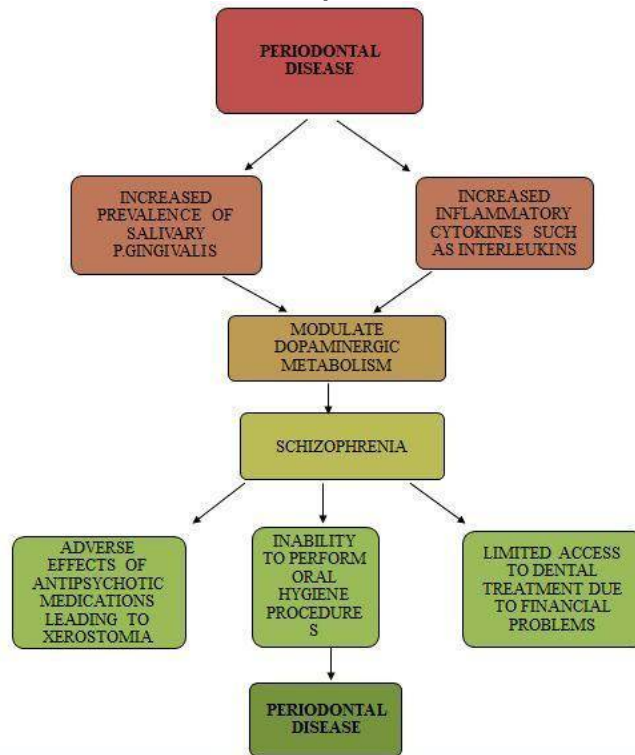 PERIODONTAL
DISEASE
INCREASED
PREVALENCE OF
SALIVARY
P.GINGIVALIS
INCREASED
INFLAMMATORY
CYTOKINES SUCH
AS INTERLEUKINS
MODULATE
DOPAMINERGIC
METABOLISM
SCHIZOPHRENIA
ADVERSE
EFFECTS OF
ANTIPSYCHOTIC
MEDICATIONS
LEADING TO
XEROSTOMIA
INABILITY
TO PERFORM
ORAL
HYGIENE
PROCEDURE
S
LIMITED ACCESS
TO DENTAL
TREATMENT DUE
TO FINANCIAL
PROBLEMS
PERIODONTAL
DISEASE